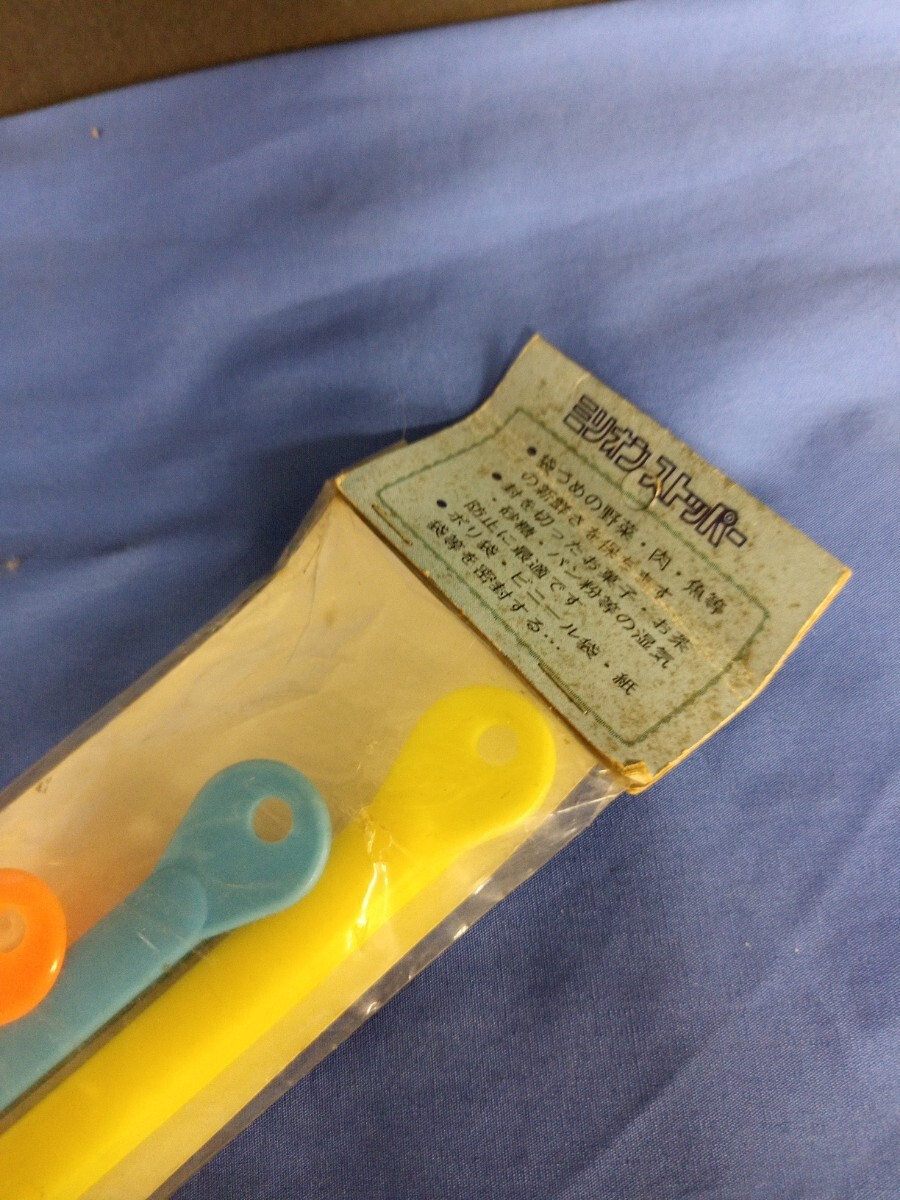 ミリオンストッパー
●袋づめの野菜・肉・魚等
の新鮮さを保ちます
●封を切ったお菓子・お茶
・砂糖・パン粉等の湿気
防止に最適です
●ポリ袋・ビニール袋・紙
袋等を密封する…